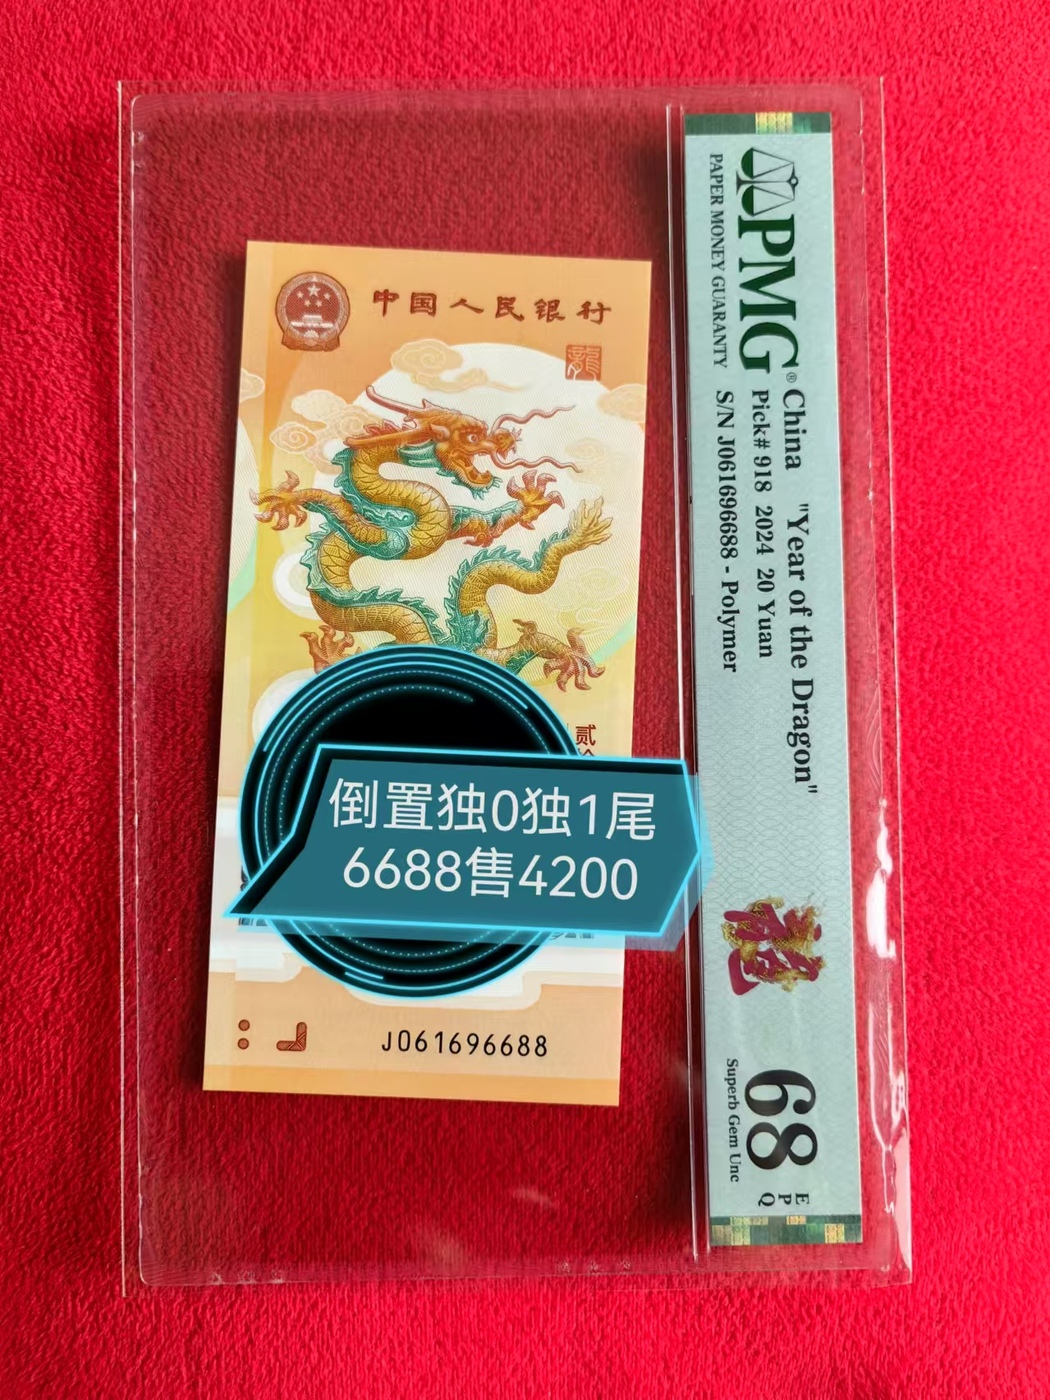 中国人民银行
龍
贰
倒置独0独1尾
6688售4200
J061696688
PMG®
PAPER MONEY GUARANTY
China "Year of the Dragon"
Pick# 918 2024 20 Yuan
S/N J061696688 - Polymer
龍
68
EPQ
Superb Gem Unc